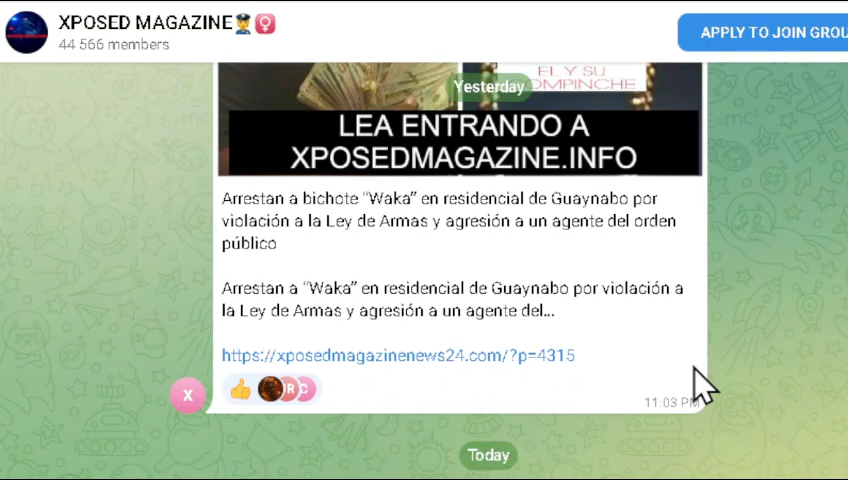 XPOSED MAGAZINE👮‍♀️
44 566 members
APPLY TO JOIN GROU
Yesterday
EL Y SU
OMPINCHE
LEA ENTRANDO A
XPOSEDMAGAZINE.INFO
Arrestan a bichote “Waka” en residencial de Guaynabo por
violación a la Ley de Armas y agresión a un agente del orden
público
Arrestan a “Waka” en residencial de Guaynabo por violación a
la Ley de Armas y agresión a un agente del...
https://xposedmagazinenews24.com/?p=4315
X
R
C
11:03 PM
Today